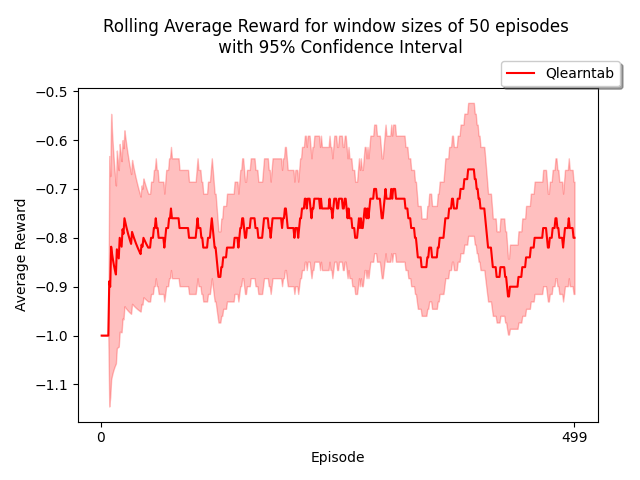 Rolling Average Reward for window sizes of 50 episodes
with 95% Confidence Interval
Qlearntab
−0.5
−0.6
−0.7
−0.8
−0.9
−1.0
−1.1
Average Reward
0
499
Episode